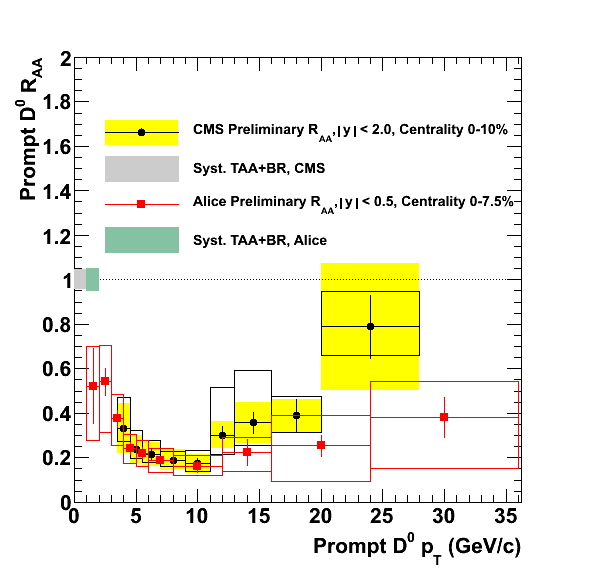 Prompt D⁰ R_AA
2
1.8
1.6
1.4
1.2
1
0.8
0.6
0.4
0.2
0
CMS Preliminary R_AA, |y| < 2.0, Centrality 0-10%
Syst. TAA+BR, CMS
Alice Preliminary R_AA, |y| < 0.5, Centrality 0-7.5%
Syst. TAA+BR, Alice
0 5 10 15 20 25 30 35
Prompt D⁰ p_T (GeV/c)